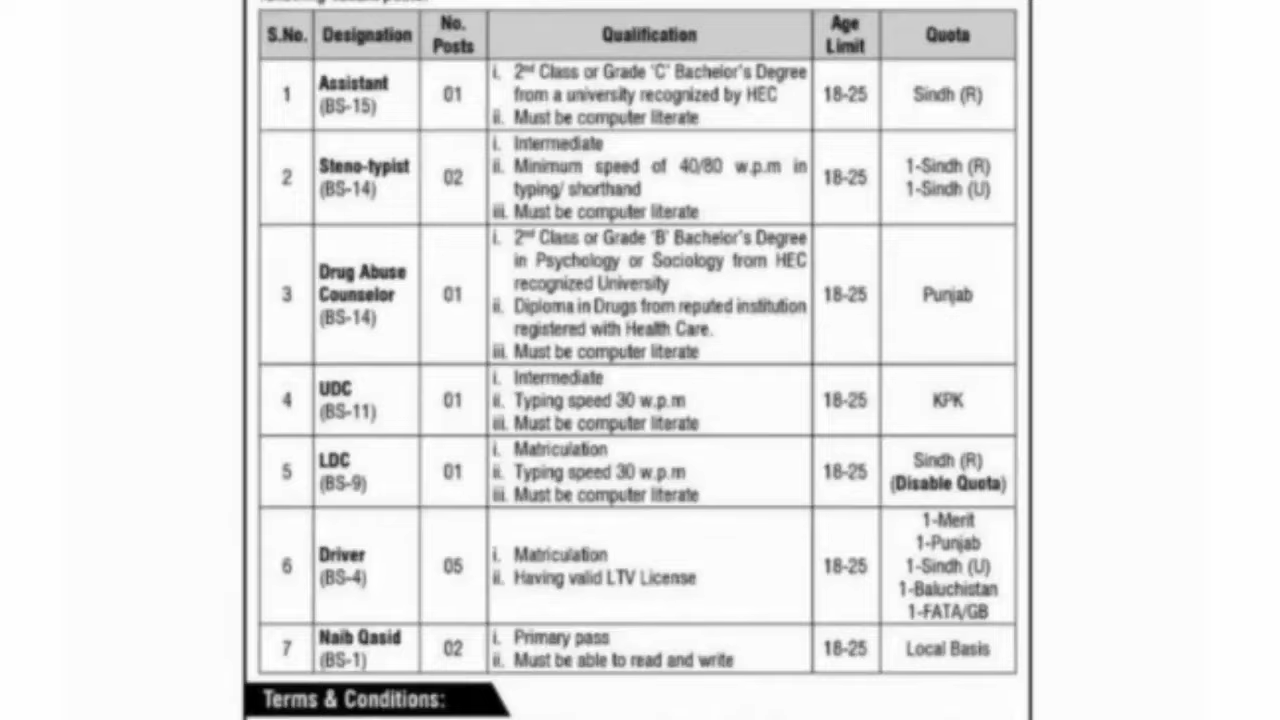 S.No. Designation No. Posts Qualification Age Limit Quota
1 Assistant (BS-15) 01 i. 2nd Class or Grade 'C' Bachelor's Degree from a university recognized by HEC
ii. Must be computer literate 18-25 Sindh (R)
2 Steno-typist (BS-14) 02 i. Intermediate
ii. Minimum speed of 40/80 w.p.m in typing/ shorthand
iii. Must be computer literate 18-25 1-Sindh (R)
1-Sindh (U)
3 Drug Abuse Counselor (BS-14) 01 i. 2nd Class or Grade 'B' Bachelor's Degree in Psychology or Sociology from HEC recognized University
ii. Diploma in Drugs from reputed institution registered with Health Care.
iii. Must be computer literate 18-25 Punjab
4 UDC (BS-11) 01 i. Intermediate
ii. Typing speed 30 w.p.m
iii. Must be computer literate 18-25 KPK
5 LDC (BS-9) 01 i. Matriculation
ii. Typing speed 30 w.p.m
iii. Must be computer literate 18-25 Sindh (R)
(Disable Quota)
6 Driver (BS-4) 05 i. Matriculation
ii. Having valid LTV License 18-25 1-Merit
1-Punjab
1-Sindh (U)
1-Baluchistan
1-FATA/GB
7 Naib Qasid (BS-1) 02 i. Primary pass
ii. Must be able to read and write 18-25 Local Basis
Terms & Conditions: